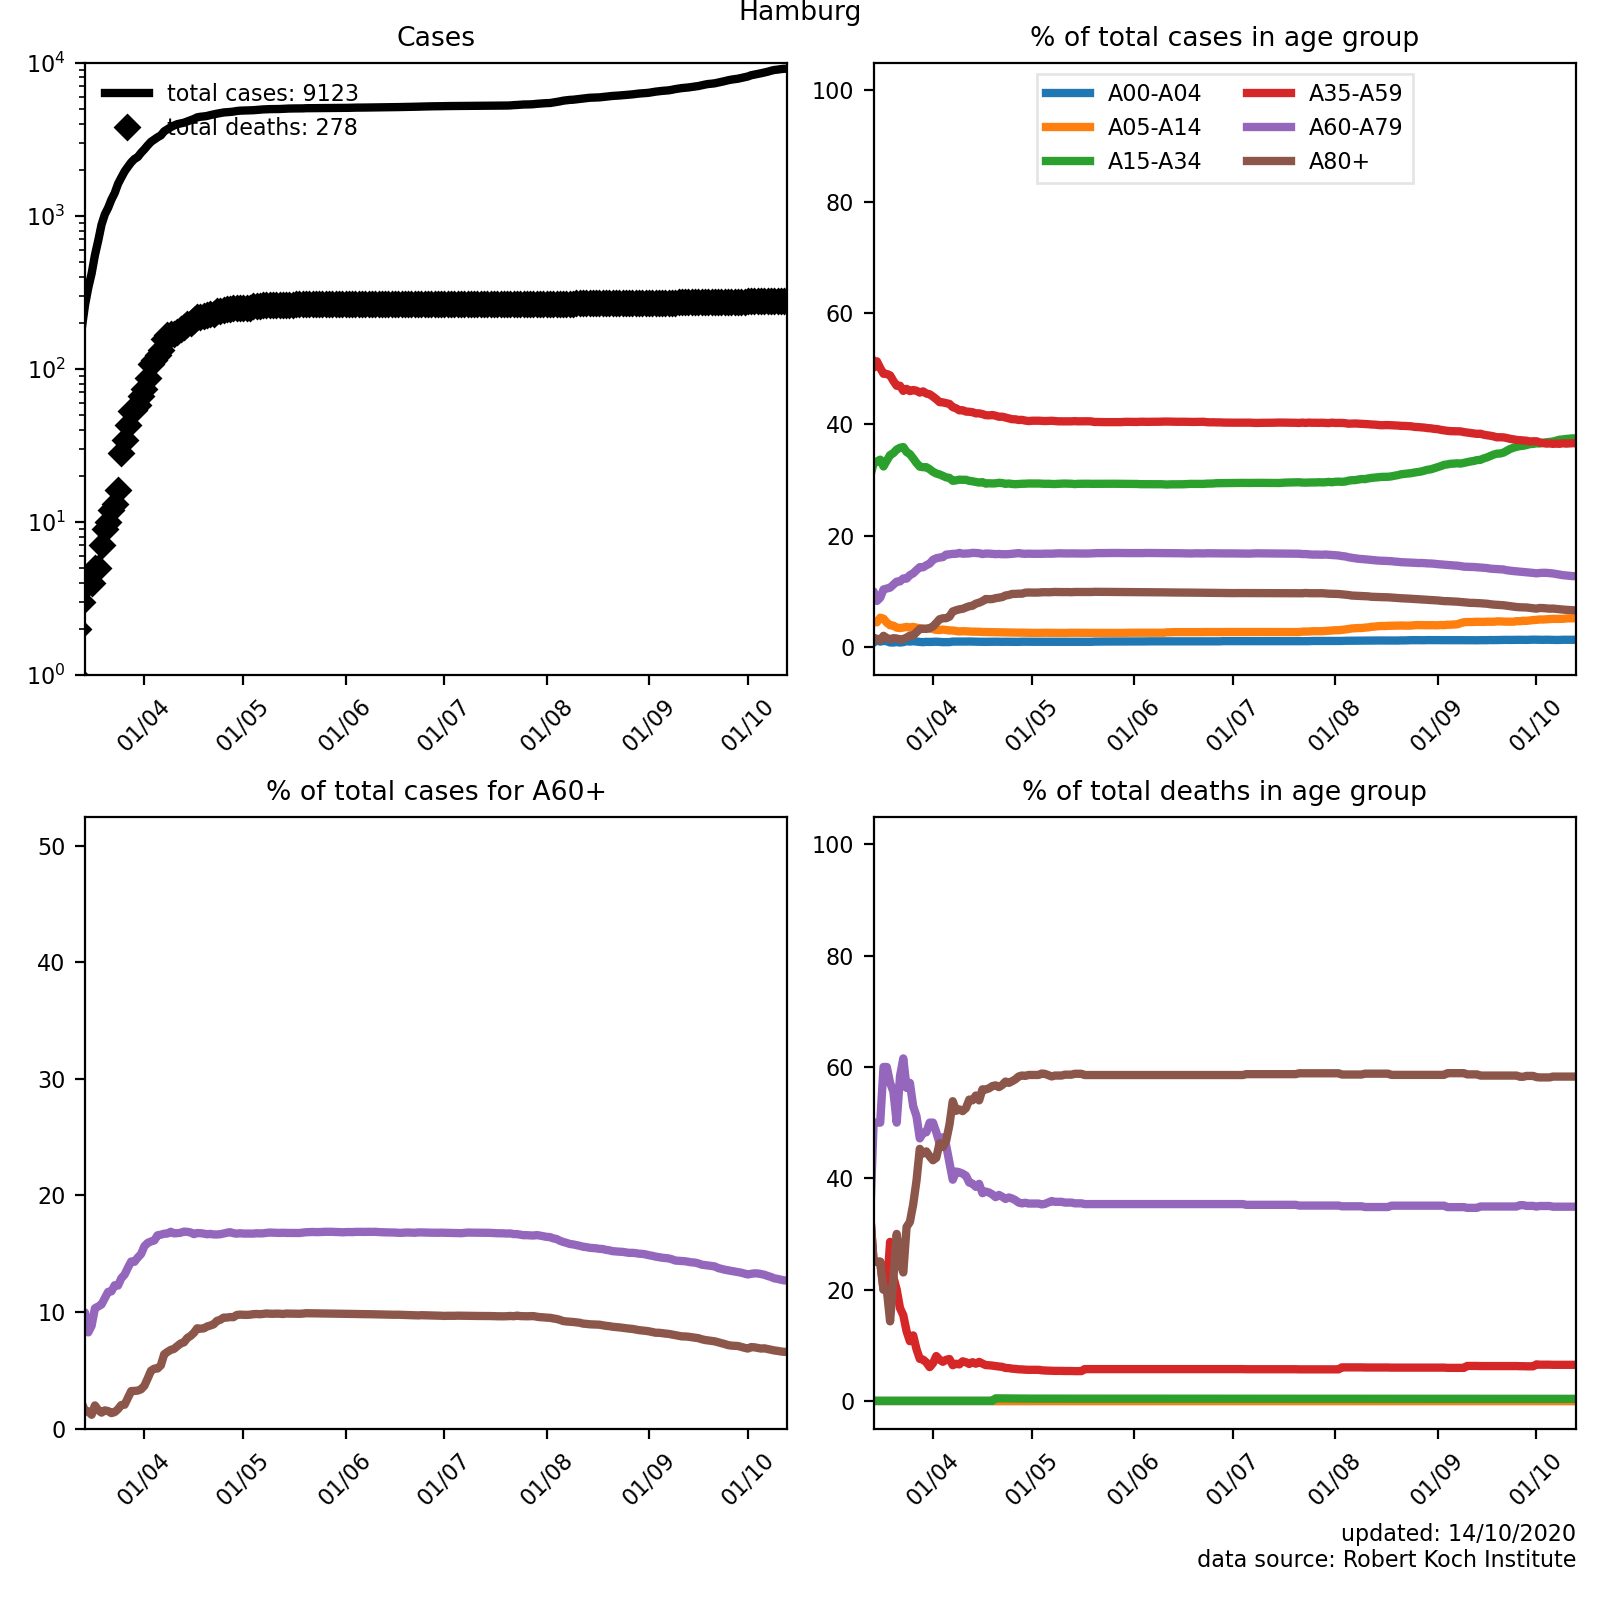 Hamburg
Cases
total cases: 9123
total deaths: 278
10^4
10^3
10^2
10^1
10^0
01/04 01/05 01/06 01/07 01/08 01/09 01/10
% of total cases in age group
A00-A04 A35-A59
A05-A14 A60-A79
A15-A34 A80+
100
80
60
40
20
0
01/04 01/05 01/06 01/07 01/08 01/09 01/10
% of total cases for A60+
50
40
30
20
10
0
01/04 01/05 01/06 01/07 01/08 01/09 01/10
% of total deaths in age group
100
80
60
40
20
0
01/04 01/05 01/06 01/07 01/08 01/09 01/10
updated: 14/10/2020
data source: Robert Koch Institute